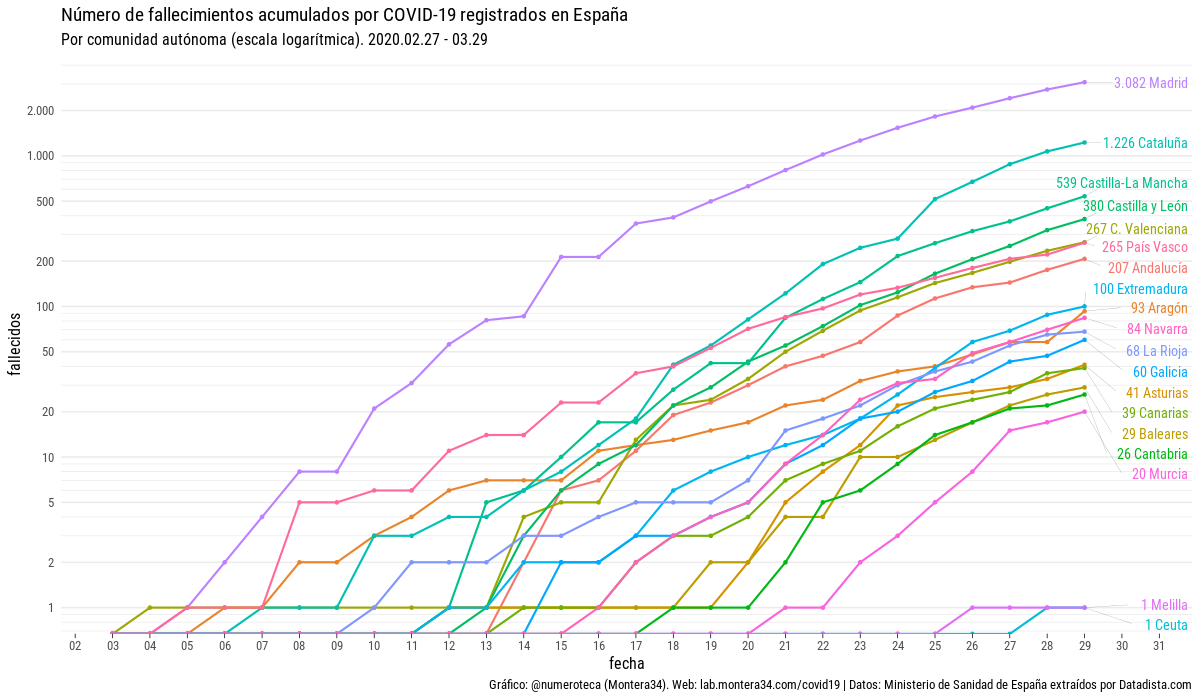 Número de fallecimientos acumulados por COVID-19 registrados en España
Por comunidad autónoma (escala logarítmica). 2020.02.27 - 03.29
fallecidos
2.000
1.000
500
200
100
50
20
10
5
2
1
3.082 Madrid
1.226 Cataluña
539 Castilla-La Mancha
380 Castilla y León
267 C. Valenciana
265 País Vasco
207 Andalucía
100 Extremadura
93 Aragón
84 Navarra
68 La Rioja
60 Galicia
41 Asturias
39 Canarias
29 Baleares
26 Cantabria
20 Murcia
1 Melilla
1 Ceuta
02 03 04 05 06 07 08 09 10 11 12 13 14 15 16 17 18 19 20 21 22 23 24 25 26 27 28 29 30 31
fecha
Gráfico: @numeroteca (Montera34). Web: lab.montera34.com/covid19 | Datos: Ministerio de Sanidad de España extraídos por Datadista.com